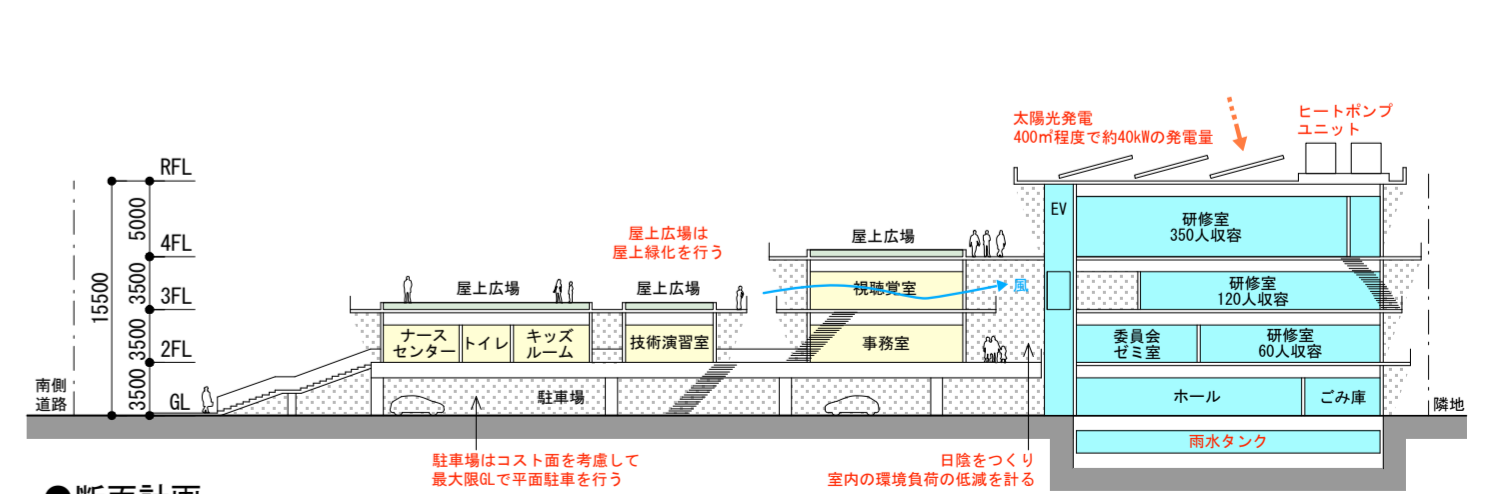 太陽光発電
400㎡程度で約40kWの発電量
ヒートポンプ
ユニット
RFL
5000
4FL
3500
3FL
3500
2FL
3500
GL
15500
南側
道路
屋上広場は
屋上緑化を行う
屋上広場
屋上広場
屋上広場
ナース
センター
トイレ
キッズ
ルーム
技術演習室
視聴覚室
事務室
風
駐車場
EV
研修室
350人収容
研修室
120人収容
委員会
ゼミ室
研修室
60人収容
ホール
ごみ庫
雨水タンク
隣地
駐車場はコスト面を考慮して
最大限GLで平面駐車を行う
日陰をつくり
室内の環境負荷の低減を計る
●断面計画